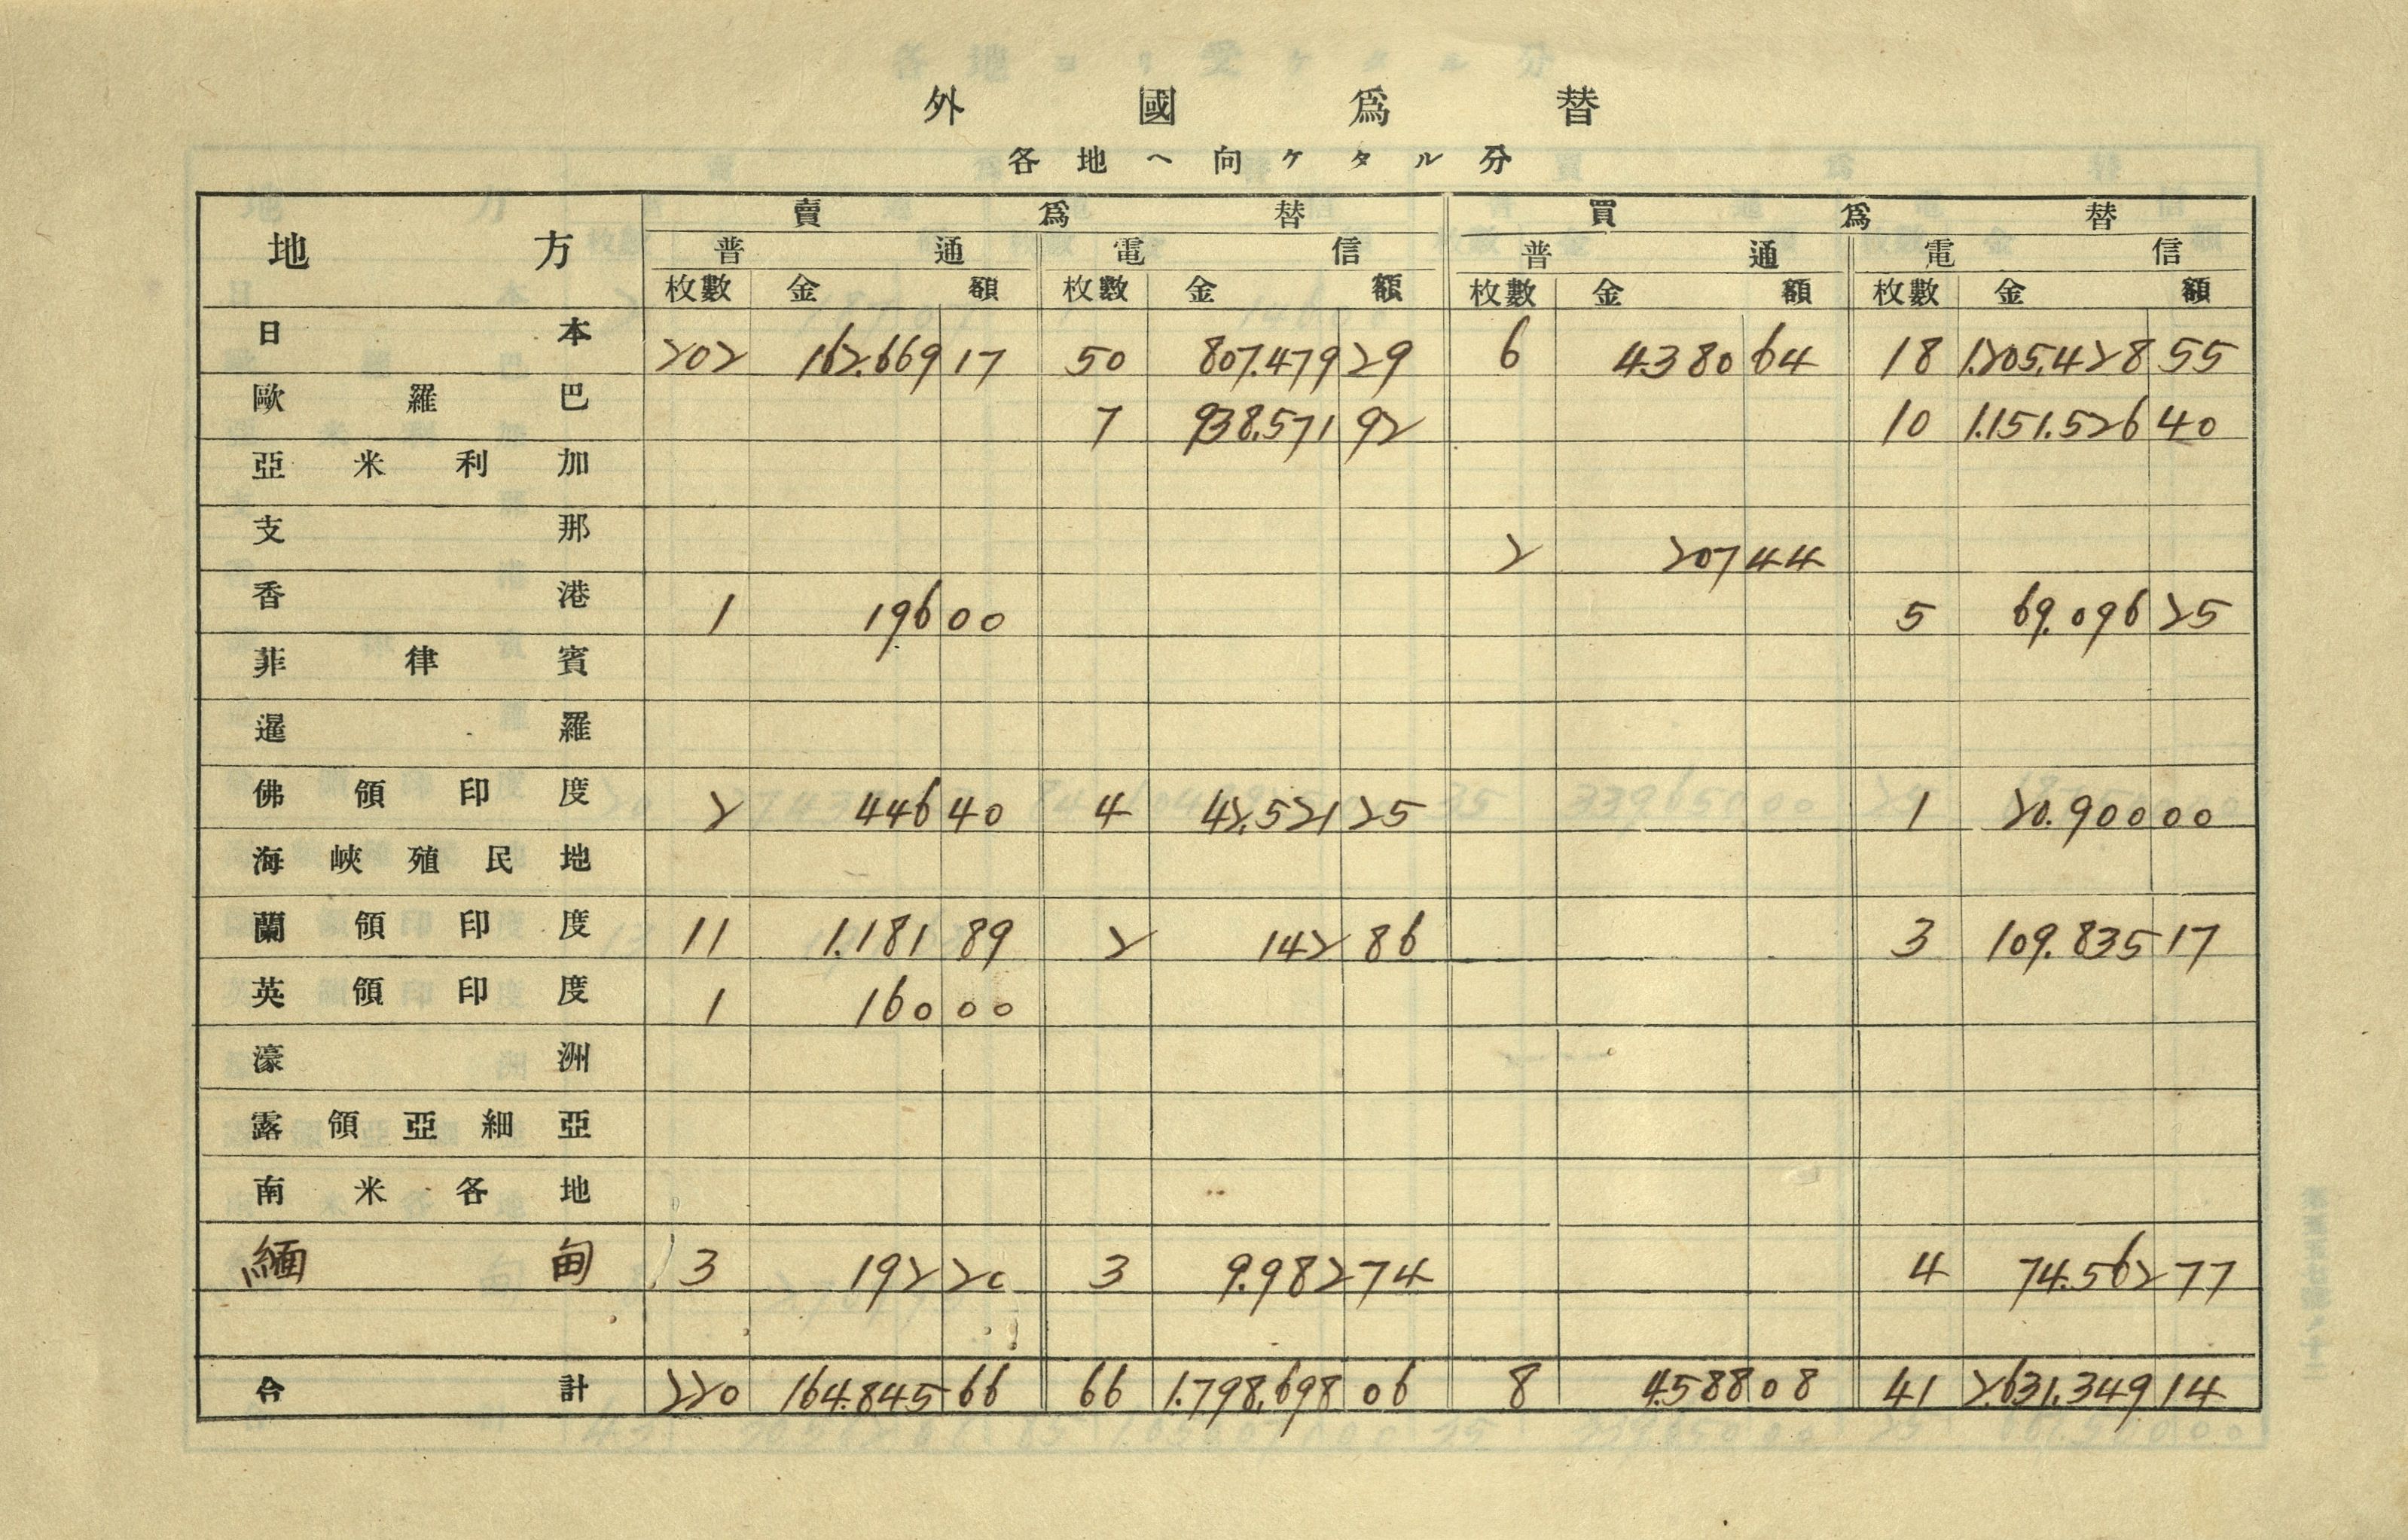 外國爲替
各地ヘ向ケタル分
地方 賣爲替 買爲替
普通 電信 普通 電信
枚數 金額 枚數 金額 枚數 金額 枚數 金額
日本 202 162.669 17 50 807.479 29 6 4.380 64 18 1.205.428 55
歐羅巴 7 938.571 92 10 1.151.526 40
亞米利加
支那 2 207 44
香港 1 196 00 5 69.096 25
菲律賓
暹羅
佛領印度 2 446 40 4 42.521 25 1 20.900 00
海峽殖民地
蘭領印度 11 1.181 89 2 142 86 3 109.835 17
英領印度 1 160 00
濠洲
露領亞細亞
南米各地
緬甸 3 192 20 3 9.982 74 4 74.562 77
合計 220 164.845 66 66 1.798.698 06 8 4.588 08 41 2.631.349 14